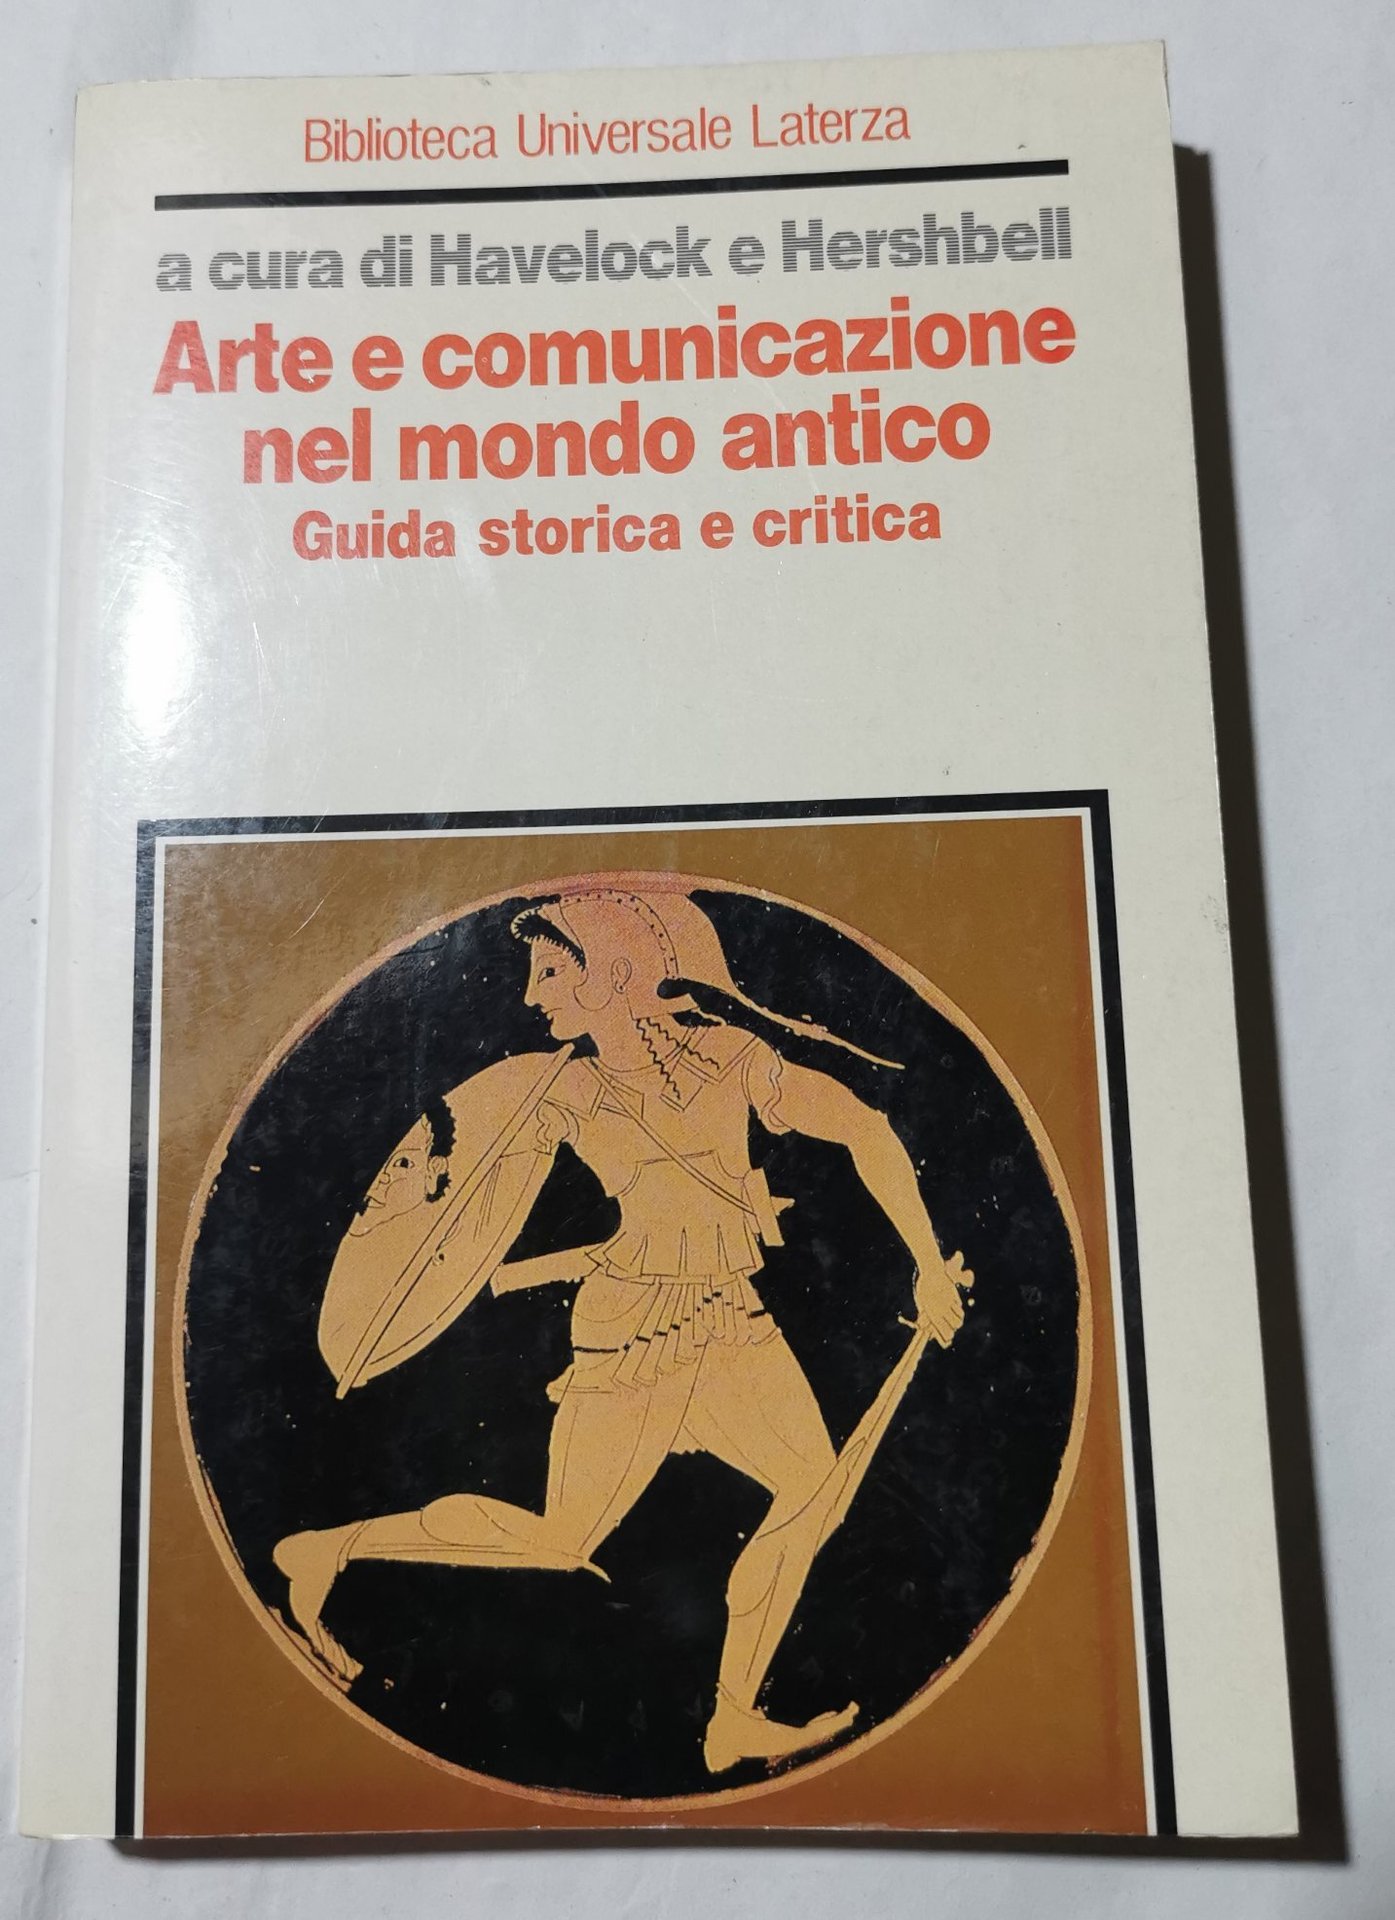 Biblioteca Universale Laterza
a cura di Havelock e Hershbell
Arte e comunicazione
nel mondo antico
Guida storica e critica